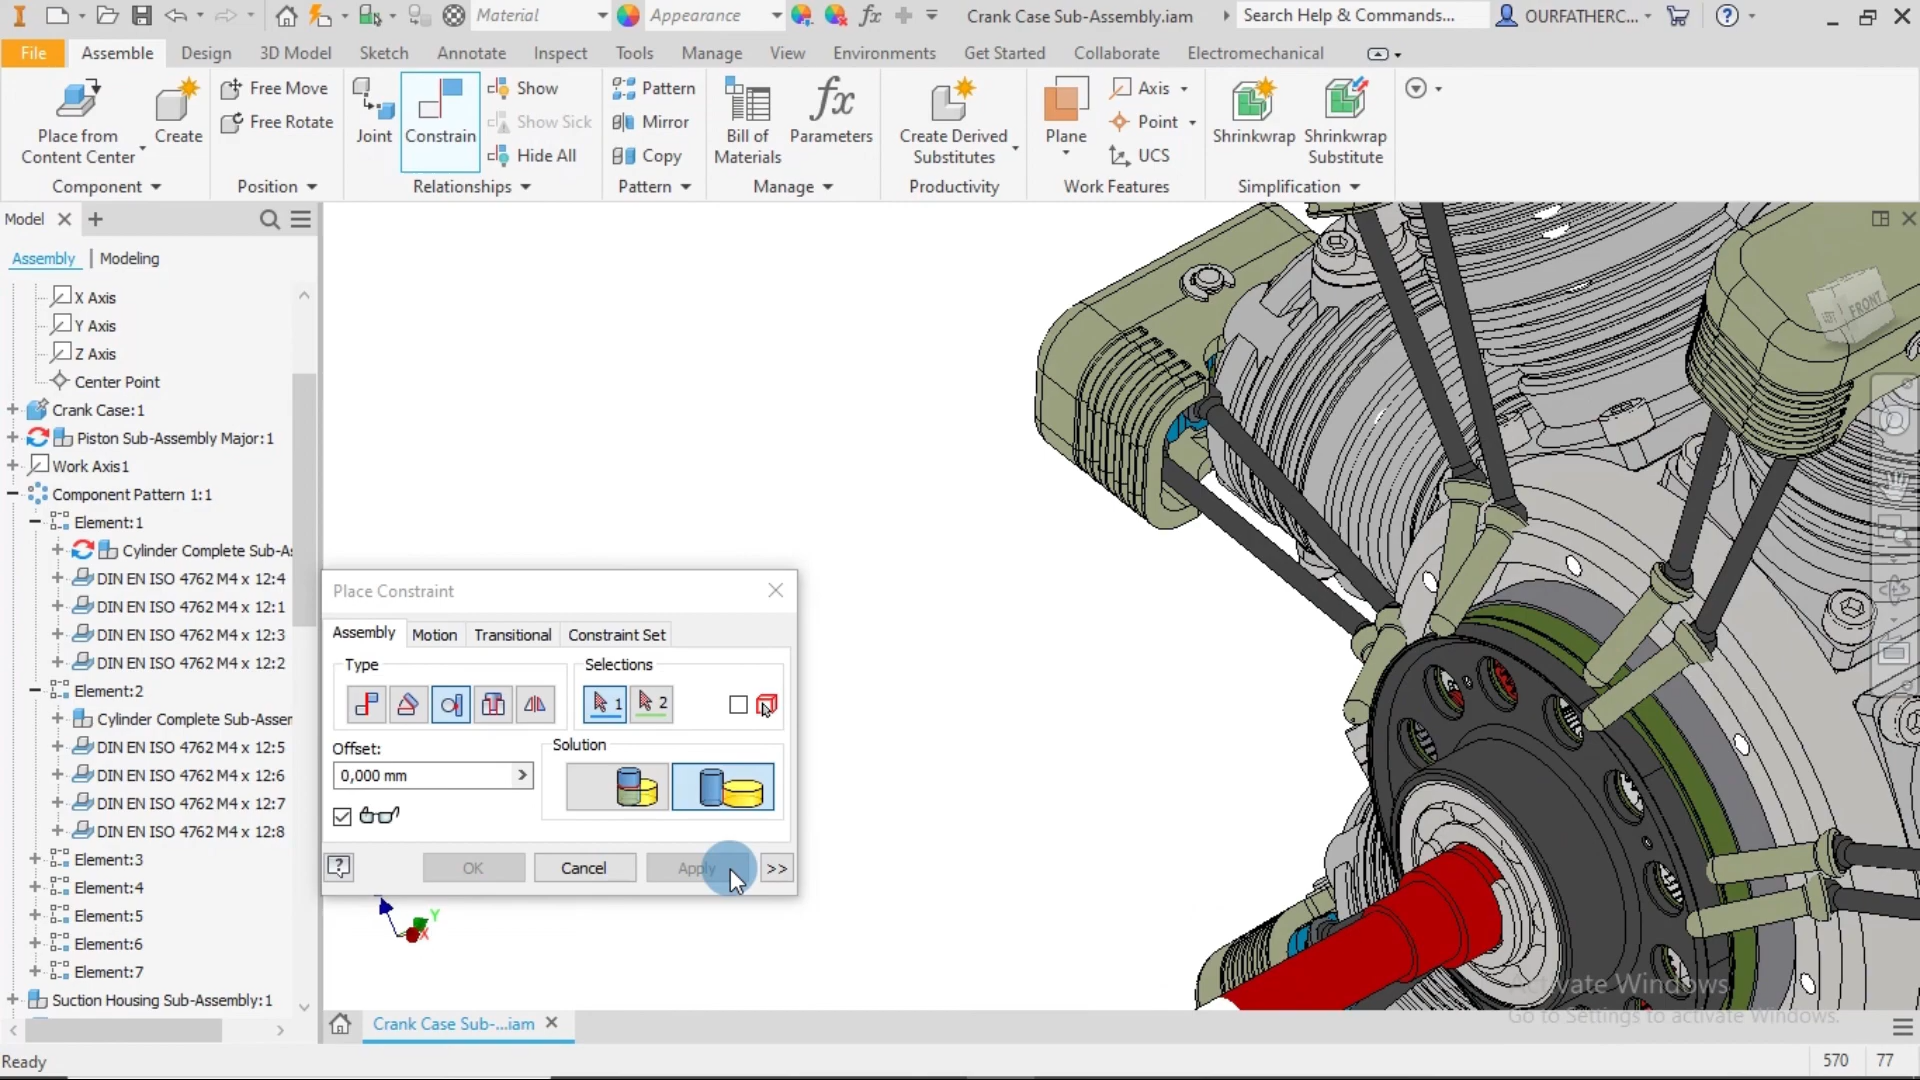 Material
Appearance
Crank Case Sub-Assembly.iam
Search Help & Commands...
OURFATHERC...
File
Assemble
Design
3D Model
Sketch
Annotate
Inspect
Tools
Manage
View
Environments
Get Started
Collaborate
Electromechanical
Place from
Content Center
Create
Free Move
Free Rotate
Joint
Constrain
Show
Show Sick
Hide All
Pattern
Mirror
Copy
Bill of
Materials
Parameters
Create Derived
Substitutes
Plane
Axis
Point
UCS
Shrinkwrap
Shrinkwrap
Substitute
Component
Position
Relationships
Pattern
Manage
Productivity
Work Features
Simplification
Model
Assembly
Modeling
X Axis
Y Axis
Z Axis
Center Point
Crank Case:1
Piston Sub-Assembly Major:1
Work Axis1
Component Pattern 1:1
Element:1
Cylinder Complete Sub-As
DIN EN ISO 4762 M4 x 12:4
DIN EN ISO 4762 M4 x 12:1
DIN EN ISO 4762 M4 x 12:3
DIN EN ISO 4762 M4 x 12:2
Element:2
Cylinder Complete Sub-Asser
DIN EN ISO 4762 M4 x 12:5
DIN EN ISO 4762 M4 x 12:6
DIN EN ISO 4762 M4 x 12:7
DIN EN ISO 4762 M4 x 12:8
Element:3
Element:4
Element:5
Element:6
Element:7
Suction Housing Sub-Assembly:1
Place Constraint
Assembly
Motion
Transitional
Constraint Set
Type
Selections
1
2
Offset:
0,000 mm
Solution
OK
Cancel
Apply
>>
Y
X
FRONT
Activate Windows
Go to Settings to activate Windows.
Crank Case Sub-...iam
Ready
570
77